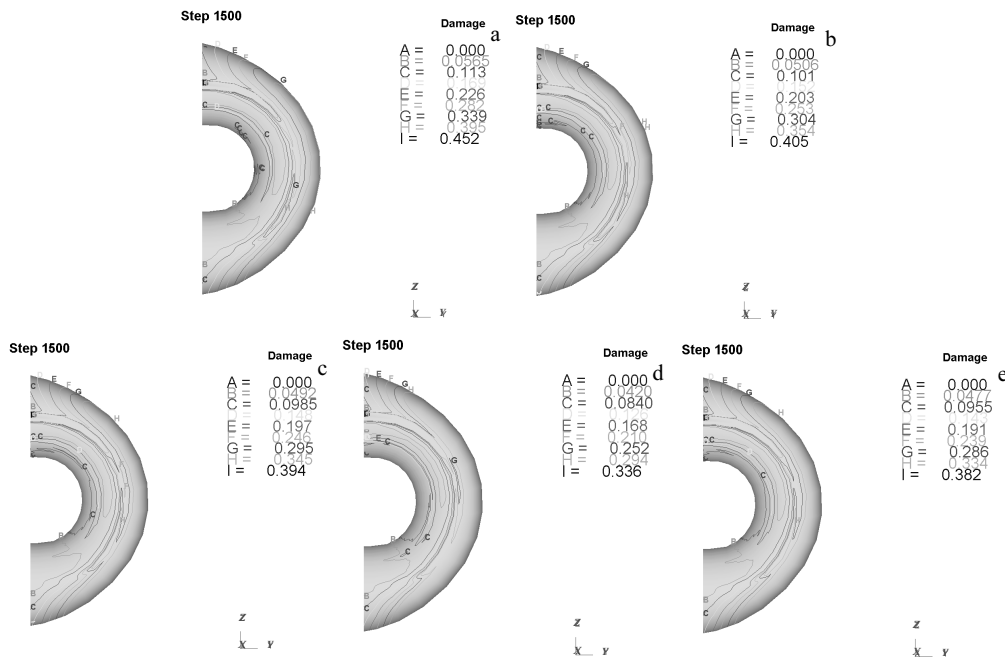 Step 1500
Damage
a
A = 0.000
B = 0.0565
C = 0.113
E = 0.226
F = 0.282
G = 0.339
H = 0.395
I = 0.452
Z
X Y
Step 1500
Damage
b
A = 0.000
B = 0.0506
C = 0.101
E = 0.203
F = 0.253
G = 0.304
H = 0.354
I = 0.405
Z
X Y
Step 1500
Damage
c
A = 0.000
B = 0.0492
C = 0.0985
E = 0.197
F = 0.246
G = 0.295
H = 0.345
I = 0.394
Z
X Y
Step 1500
Damage
d
A = 0.000
B = 0.0420
C = 0.0840
E = 0.168
F = 0.210
G = 0.252
H = 0.294
I = 0.336
Z
X Y
Step 1500
Damage
e
A = 0.000
B = 0.0477
C = 0.0955
E = 0.191
F = 0.239
G = 0.286
H = 0.334
I = 0.382
Z
X Y